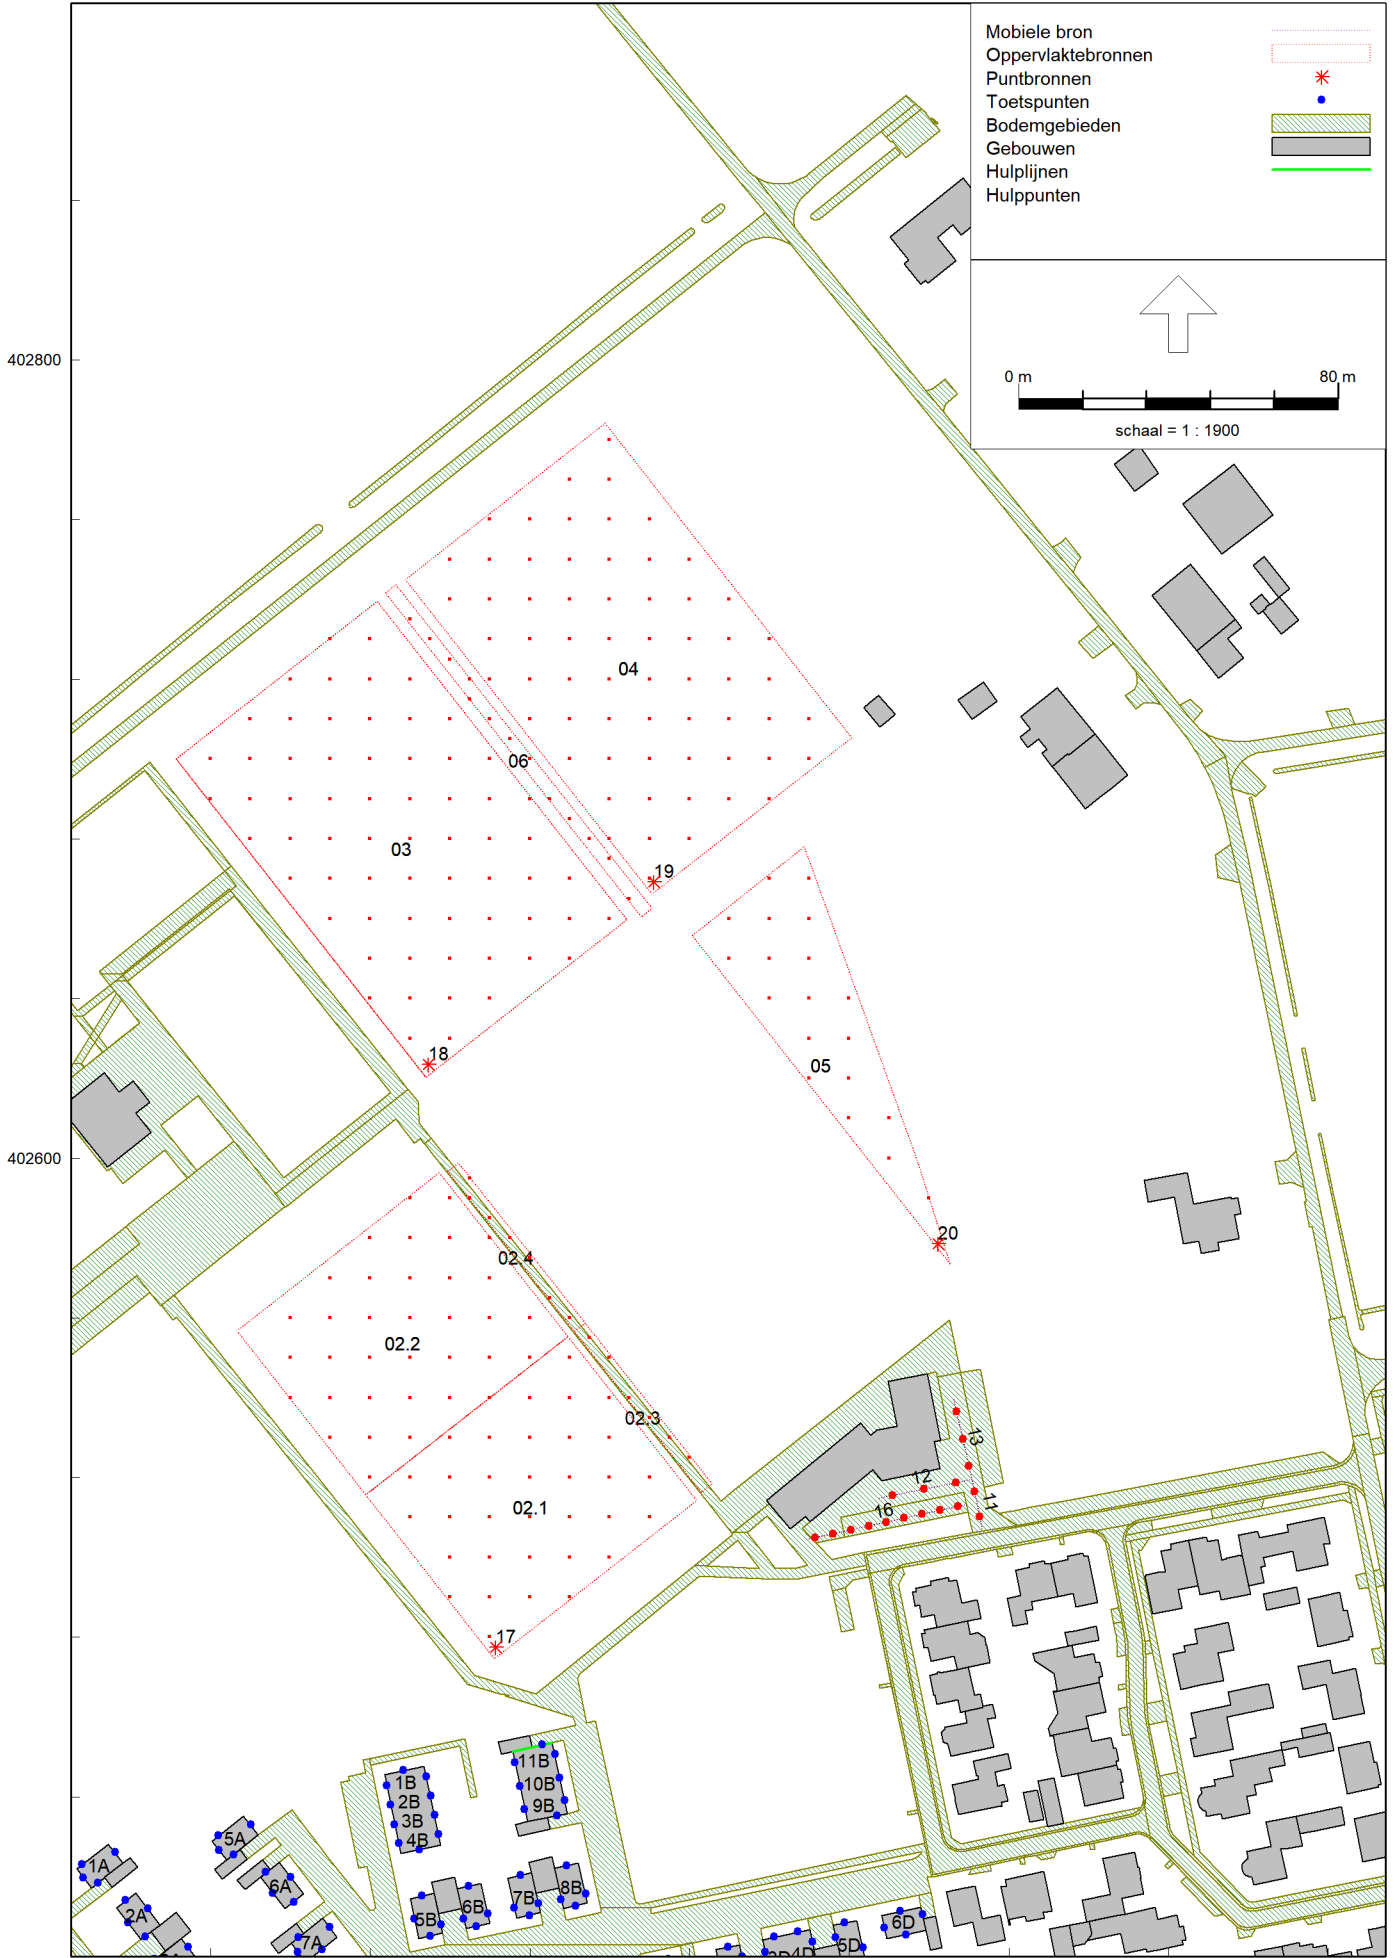 Mobiele bron
Oppervlaktebronnen
Puntbronnen
Toetspunten
Bodemgebieden
Gebouwen
Hulplijnen
Hulppunten
0 m 80 m
schaal = 1 : 1900
402800
04
06
03
19
18
05
402600
20
02.4
02.2
02.3
13
12
11
16
02.1
17
11B
1B
10B
2B
9B
3B
4B
5A
1A
6A
8B
7B
6B
5B
2A
6D
7A
5D
4D